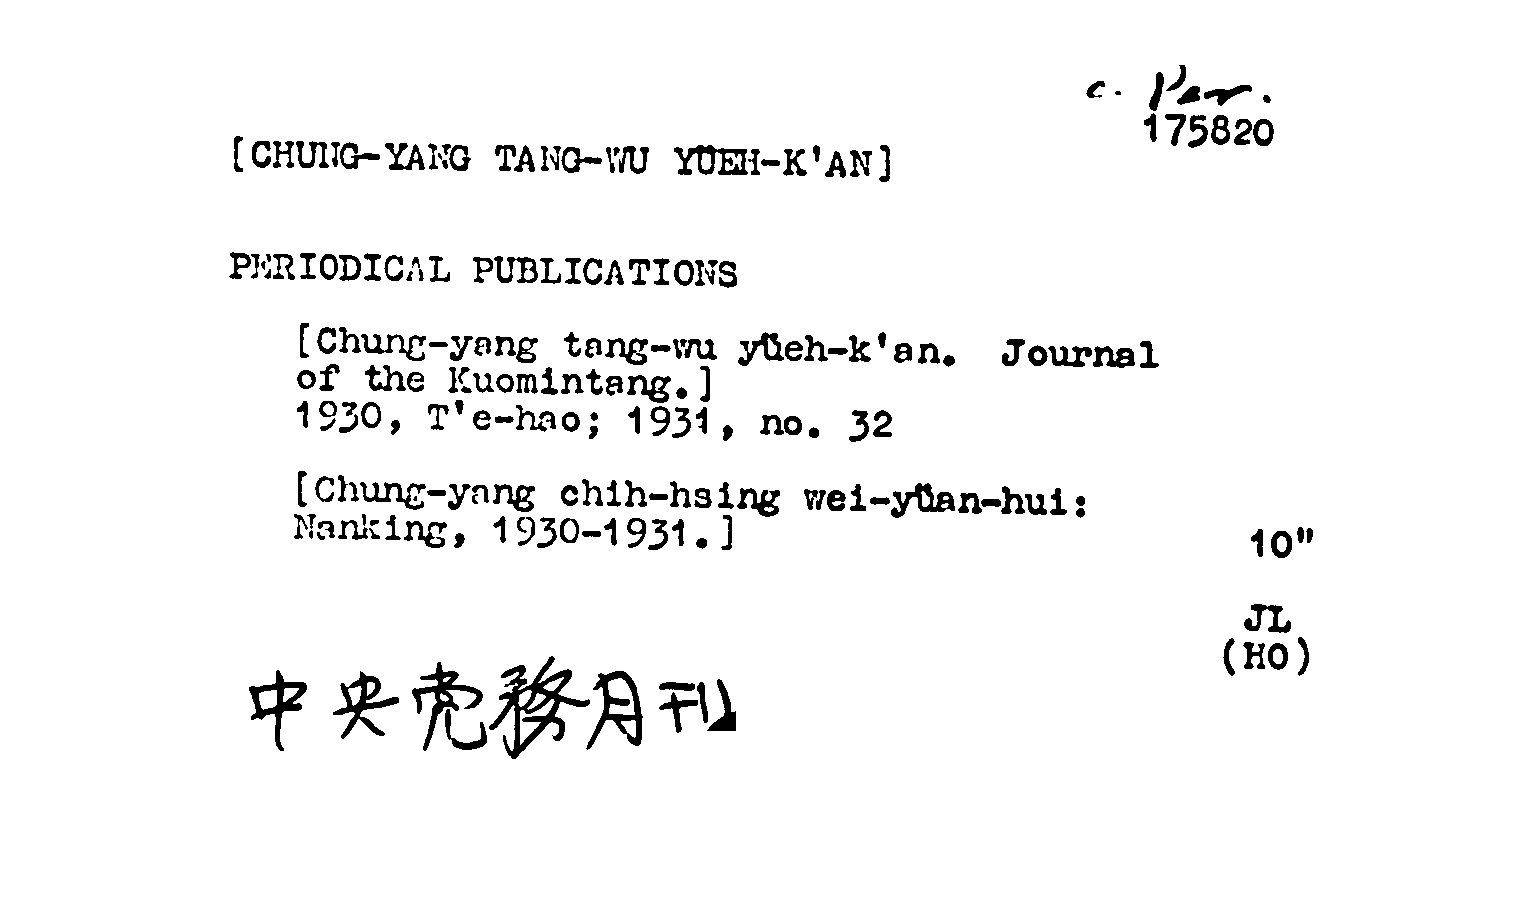 c. Per.
175820
[CHUNG-YANG TANG-WU YÜEH-K'AN]
PERIODICAL PUBLICATIONS
[Chung-yang tang-wu yüeh-k'an. Journal
of the Kuomintang.]
1930, T'e-hao; 1931, no. 32
[Chung-yang chih-hsing wei-yüan-hui:
Nanking, 1930-1931.]
10"
JL
(HO)
中央党務月刊